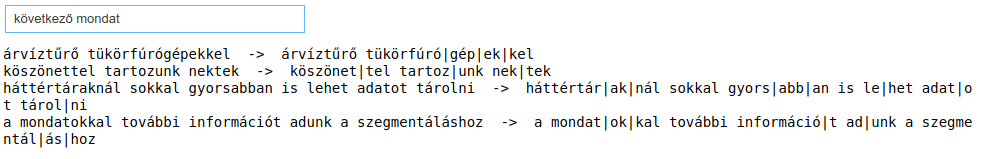 következő mondat
árvíztűrő tükörfúrógépekkel -> árvíztűrő tükörfúró|gép|ek|kel
köszönettel tartozunk nektek -> köszönet|tel tartoz|unk nek|tek
háttértáraknál sokkal gyorsabban is lehet adatot tárolni -> háttértár|ak|nál sokkal gyors|abb|an is le|het adat|o
t tárol|ni
a mondatokkal további információt adunk a szegmentáláshoz -> a mondat|ok|kal további információ|t ad|unk a szegme
ntál|ás|hoz